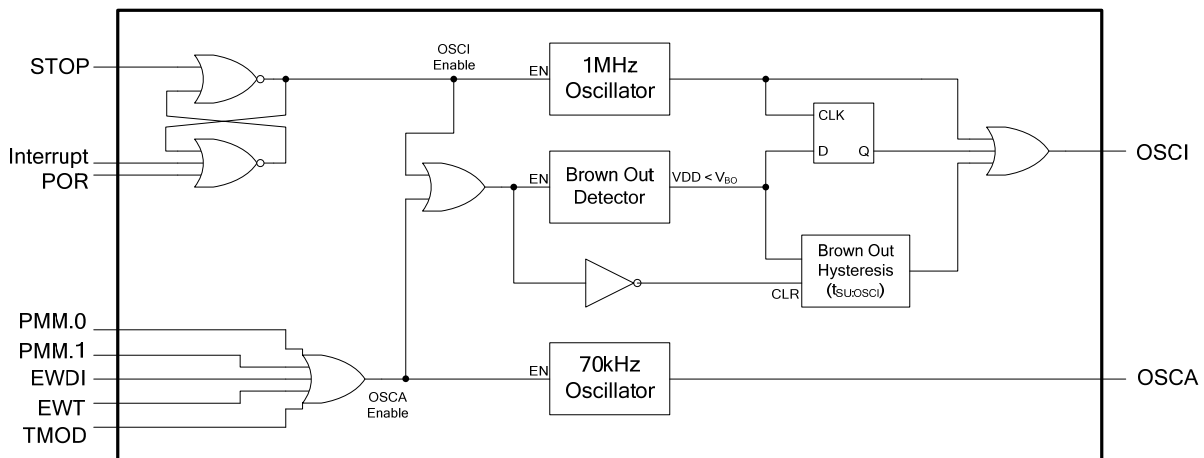 STOP
Interrupt
POR
PMM.0
PMM.1
EWDI
EWT
TMOD
OSCI
Enable
OSCA
Enable
EN
1MHz
Oscillator
EN
Brown Out
Detector
VDD < VBO
CLK
D
Q
CLR
Brown Out
Hysteresis
(tSU:OSCI)
EN
70kHz
Oscillator
OSCI
OSCA